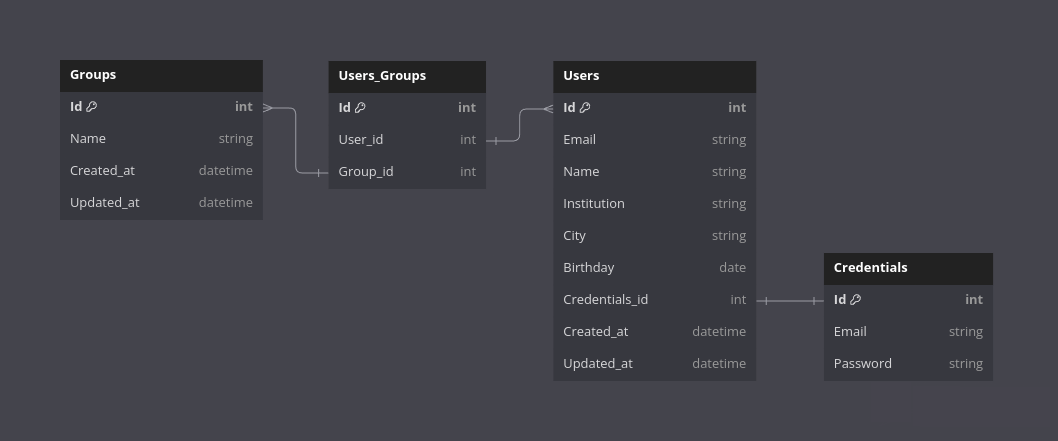 Groups
Id int
Name string
Created_at datetime
Updated_at datetime
Users_Groups
Id int
User_id int
Group_id int
Users
Id int
Email string
Name string
Institution string
City string
Birthday date
Credentials_id int
Created_at datetime
Updated_at datetime
Credentials
Id int
Email string
Password string